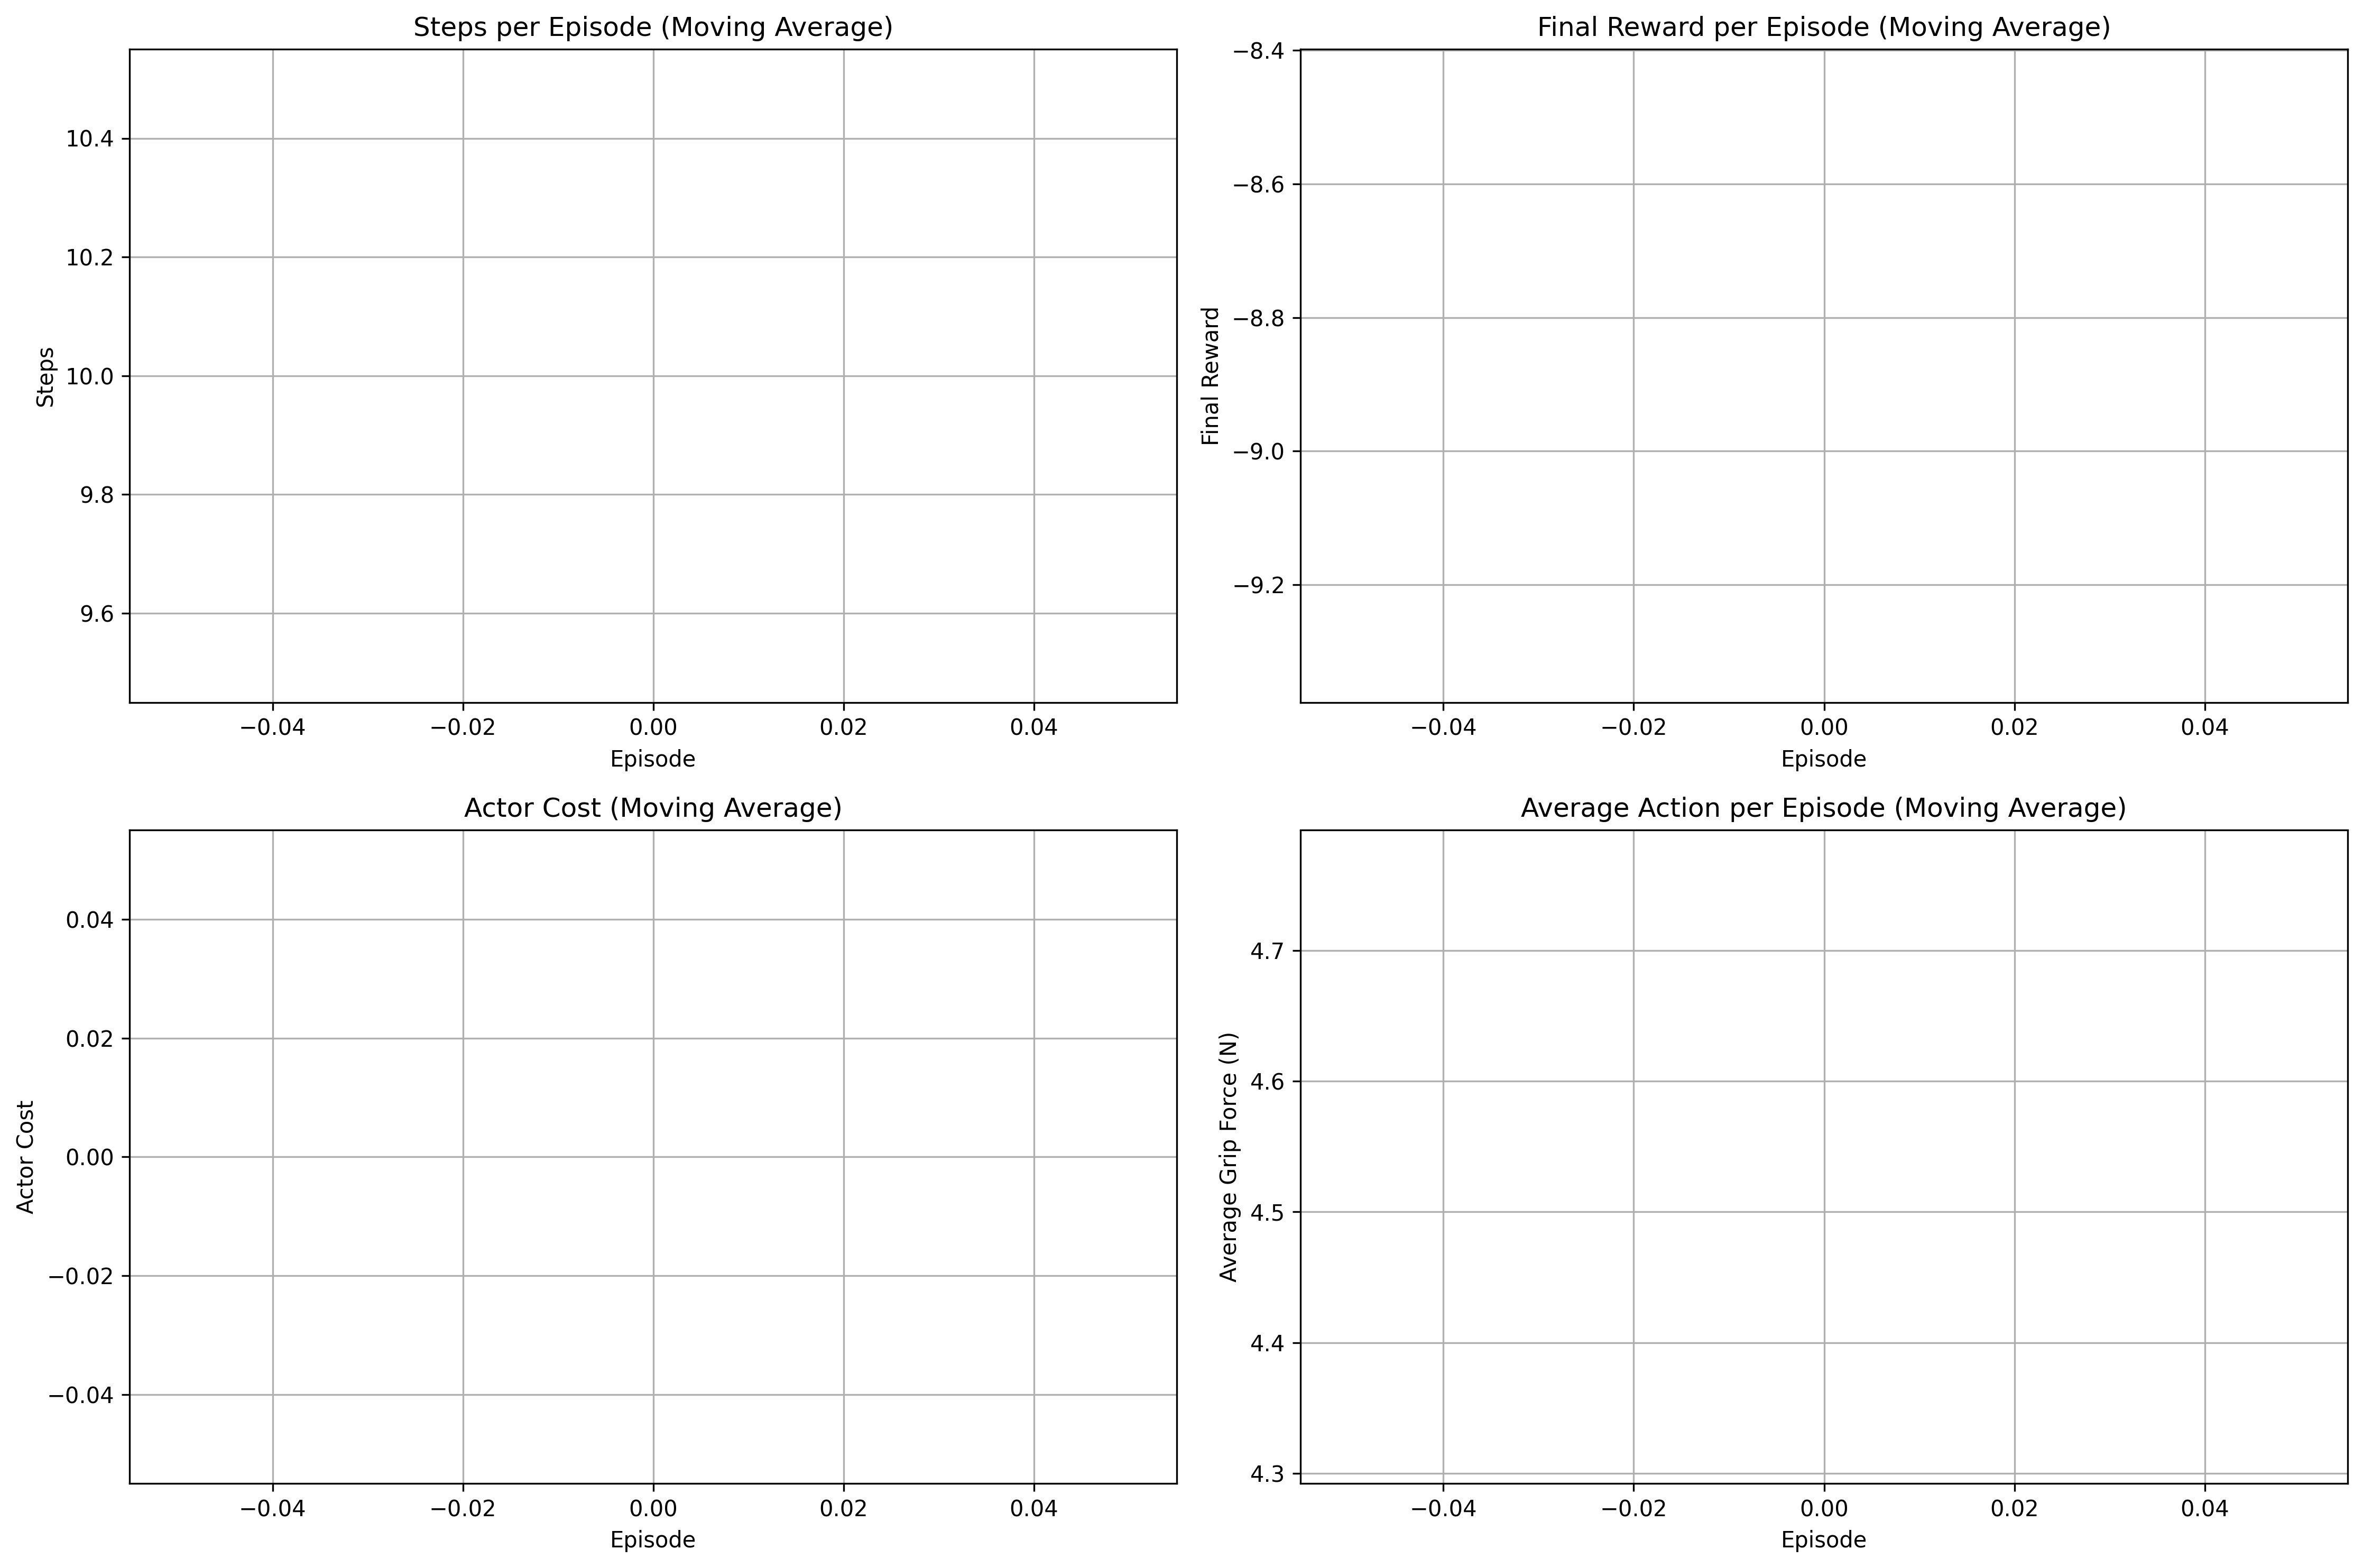 Steps per Episode (Moving Average)
10.4
10.2
10.0
9.8
9.6
Steps
−0.04 −0.02 0.00 0.02 0.04
Episode
Final Reward per Episode (Moving Average)
−8.4
−8.6
−8.8
−9.0
−9.2
Final Reward
−0.04 −0.02 0.00 0.02 0.04
Episode
Actor Cost (Moving Average)
0.04
0.02
0.00
−0.02
−0.04
Actor Cost
−0.04 −0.02 0.00 0.02 0.04
Episode
Average Action per Episode (Moving Average)
4.7
4.6
4.5
4.4
4.3
Average Grip Force (N)
−0.04 −0.02 0.00 0.02 0.04
Episode